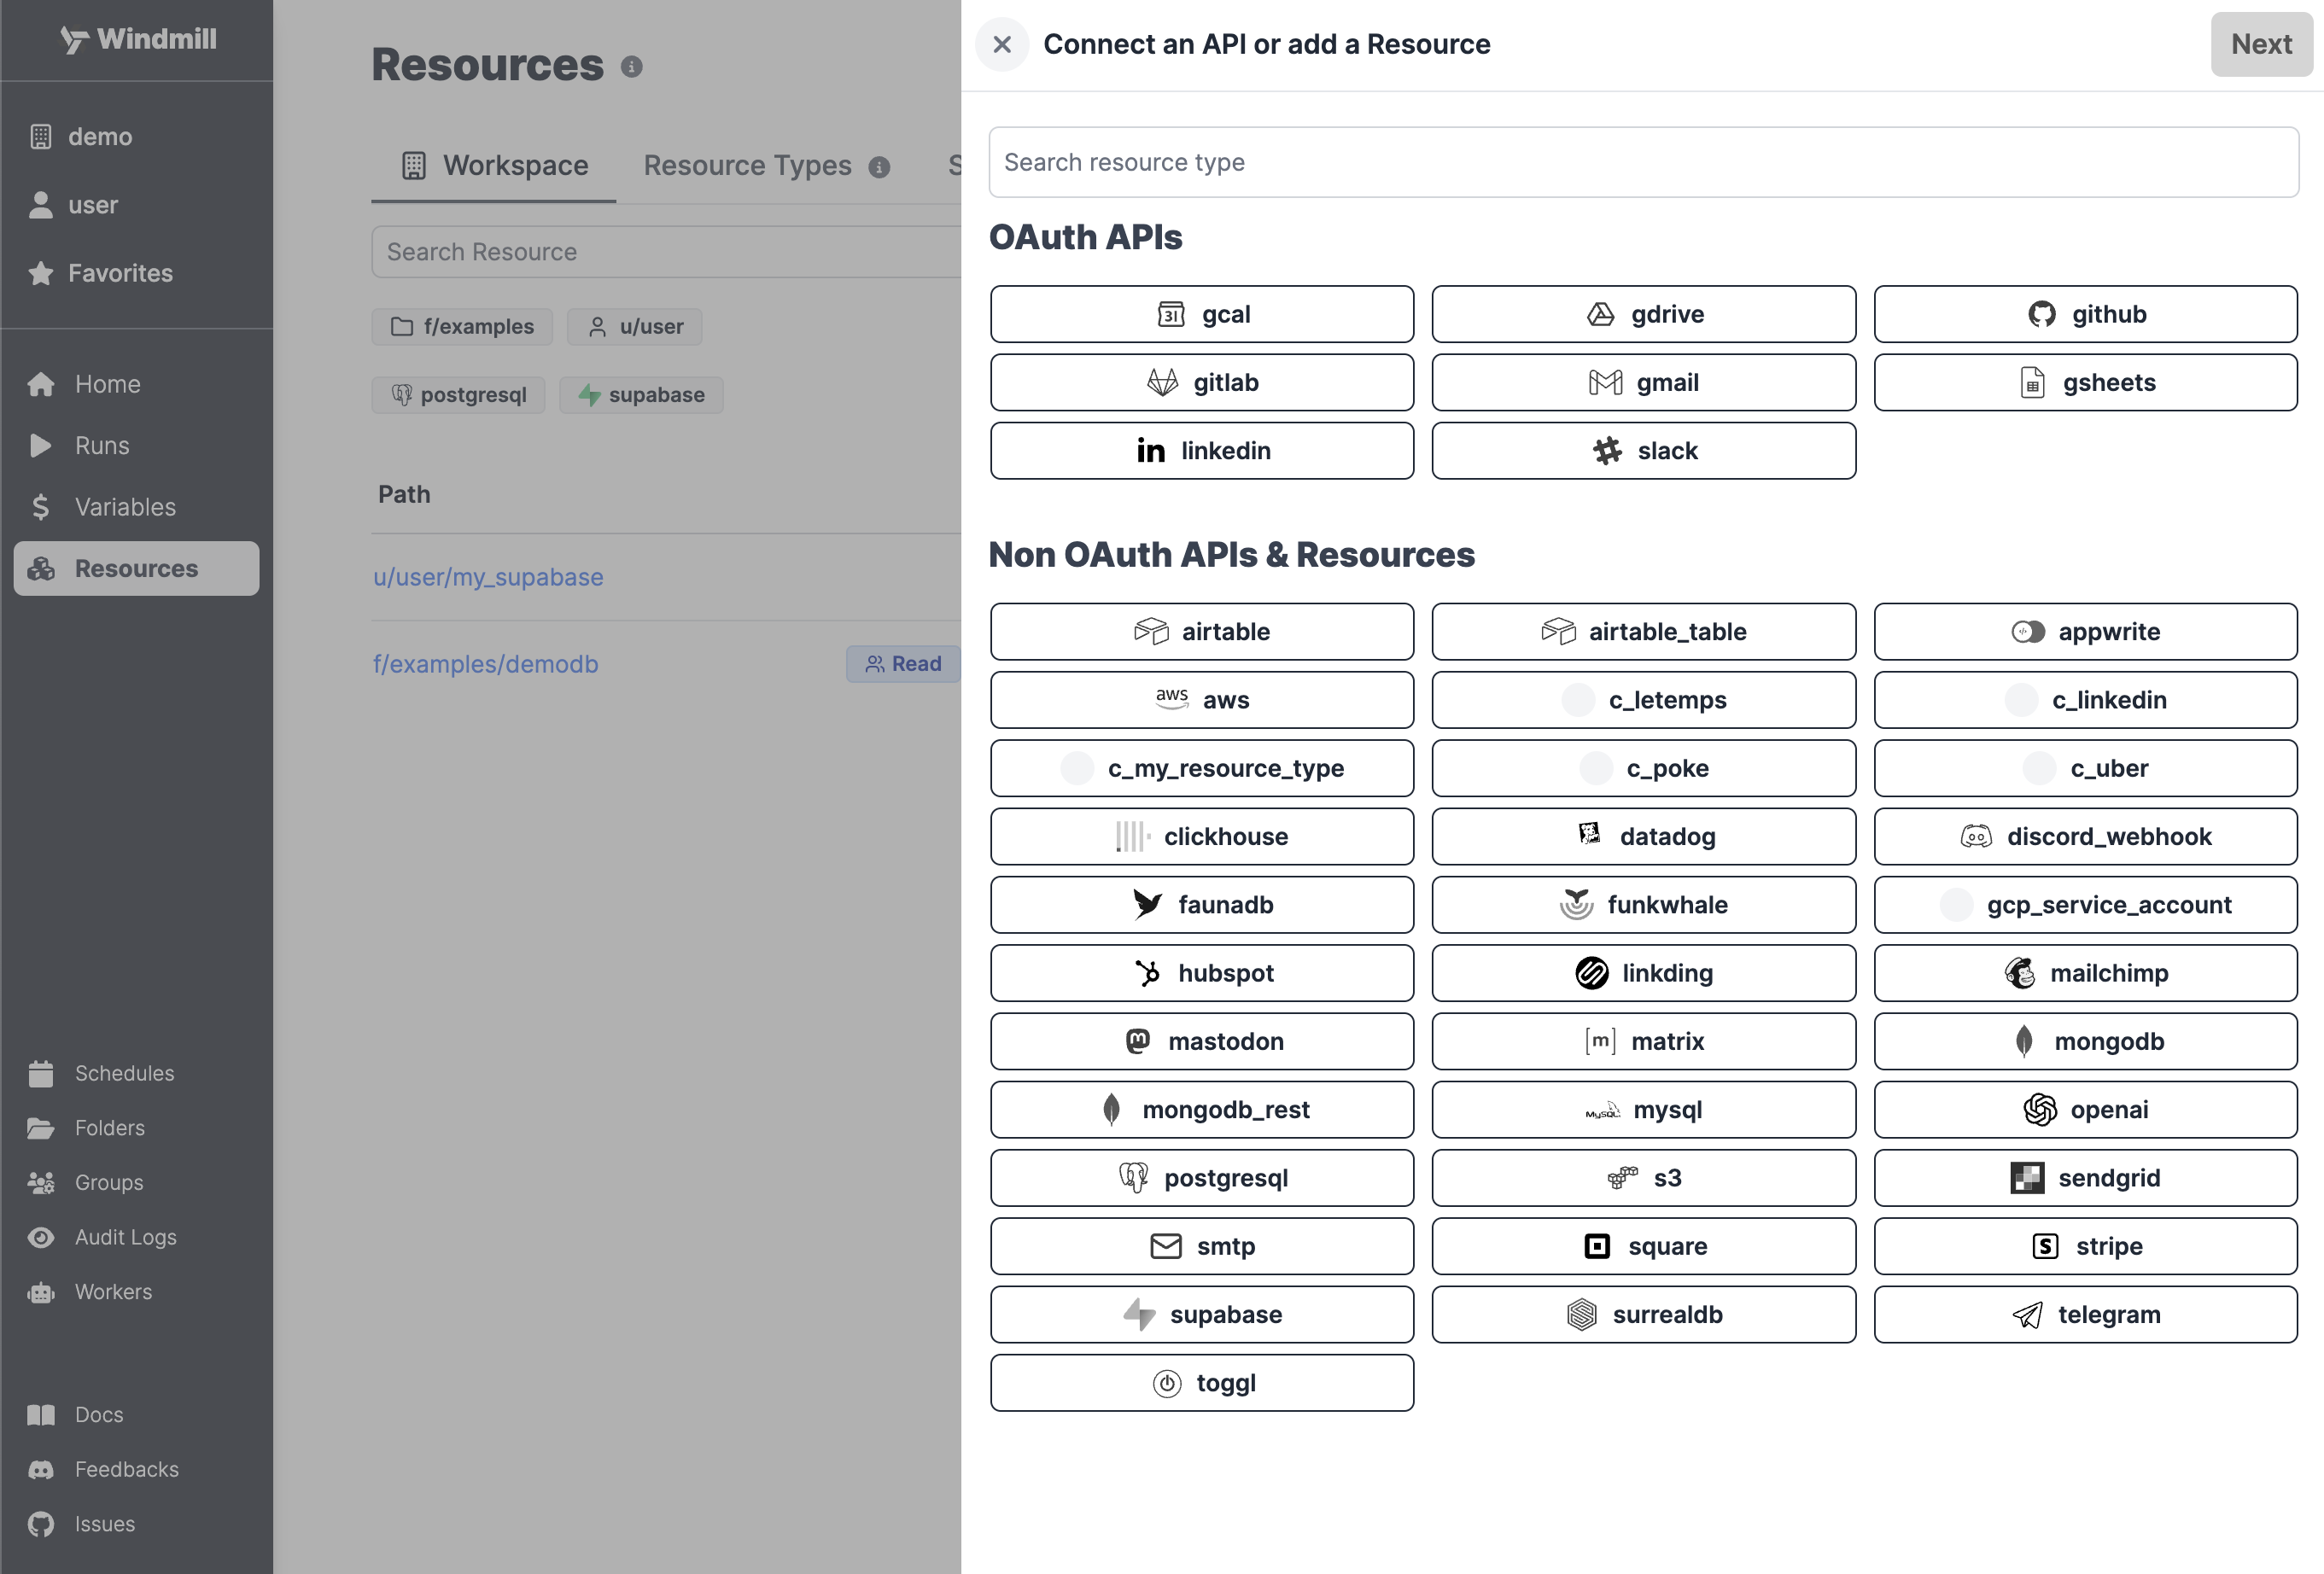 Windmill
demo
user
Favorites
Home
Runs
Variables
Resources
Schedules
Folders
Groups
Audit Logs
Workers
Docs
Feedbacks
Issues
Resources
Workspace
Resource Types
S
Search Resource
f/examples
u/user
postgresql
supabase
Path
u/user/my_supabase
f/examples/demodb
Read
Connect an API or add a Resource
Next
Search resource type
OAuth APIs
31
gcal
gdrive
github
gitlab
gmail
gsheets
in
linkedin
slack
Non OAuth APIs & Resources
airtable
airtable_table
appwrite
aws
aws
c_letemps
c_linkedin
c_my_resource_type
c_poke
c_uber
clickhouse
datadog
discord_webhook
faunadb
funkwhale
gcp_service_account
hubspot
linkding
mailchimp
m
mastodon
[m]
matrix
mongodb
mongodb_rest
MySQL
mysql
openai
postgresql
s3
sendgrid
smtp
square
S
stripe
supabase
surrealdb
telegram
toggl